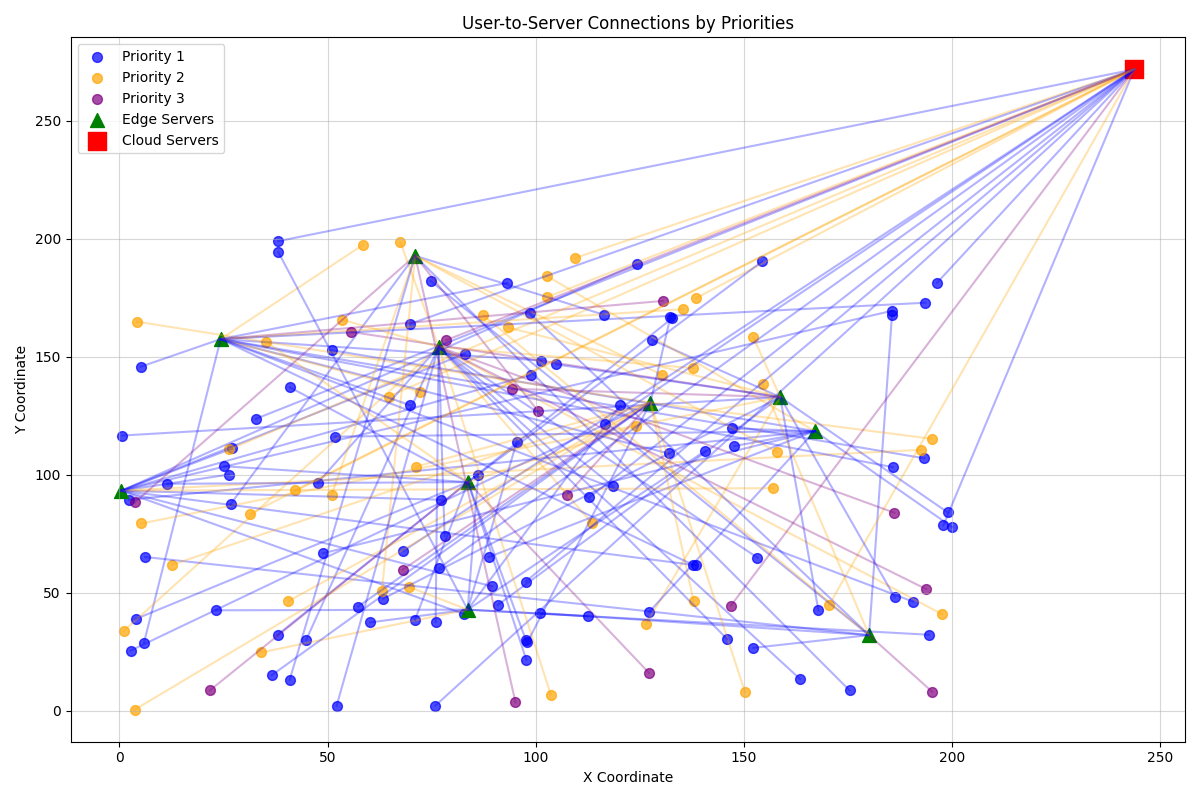 User-to-Server Connections by Priorities
Priority 1
Priority 2
Priority 3
Edge Servers
Cloud Servers
Y Coordinate
250
200
150
100
50
0
0 50 100 150 200 250
X Coordinate